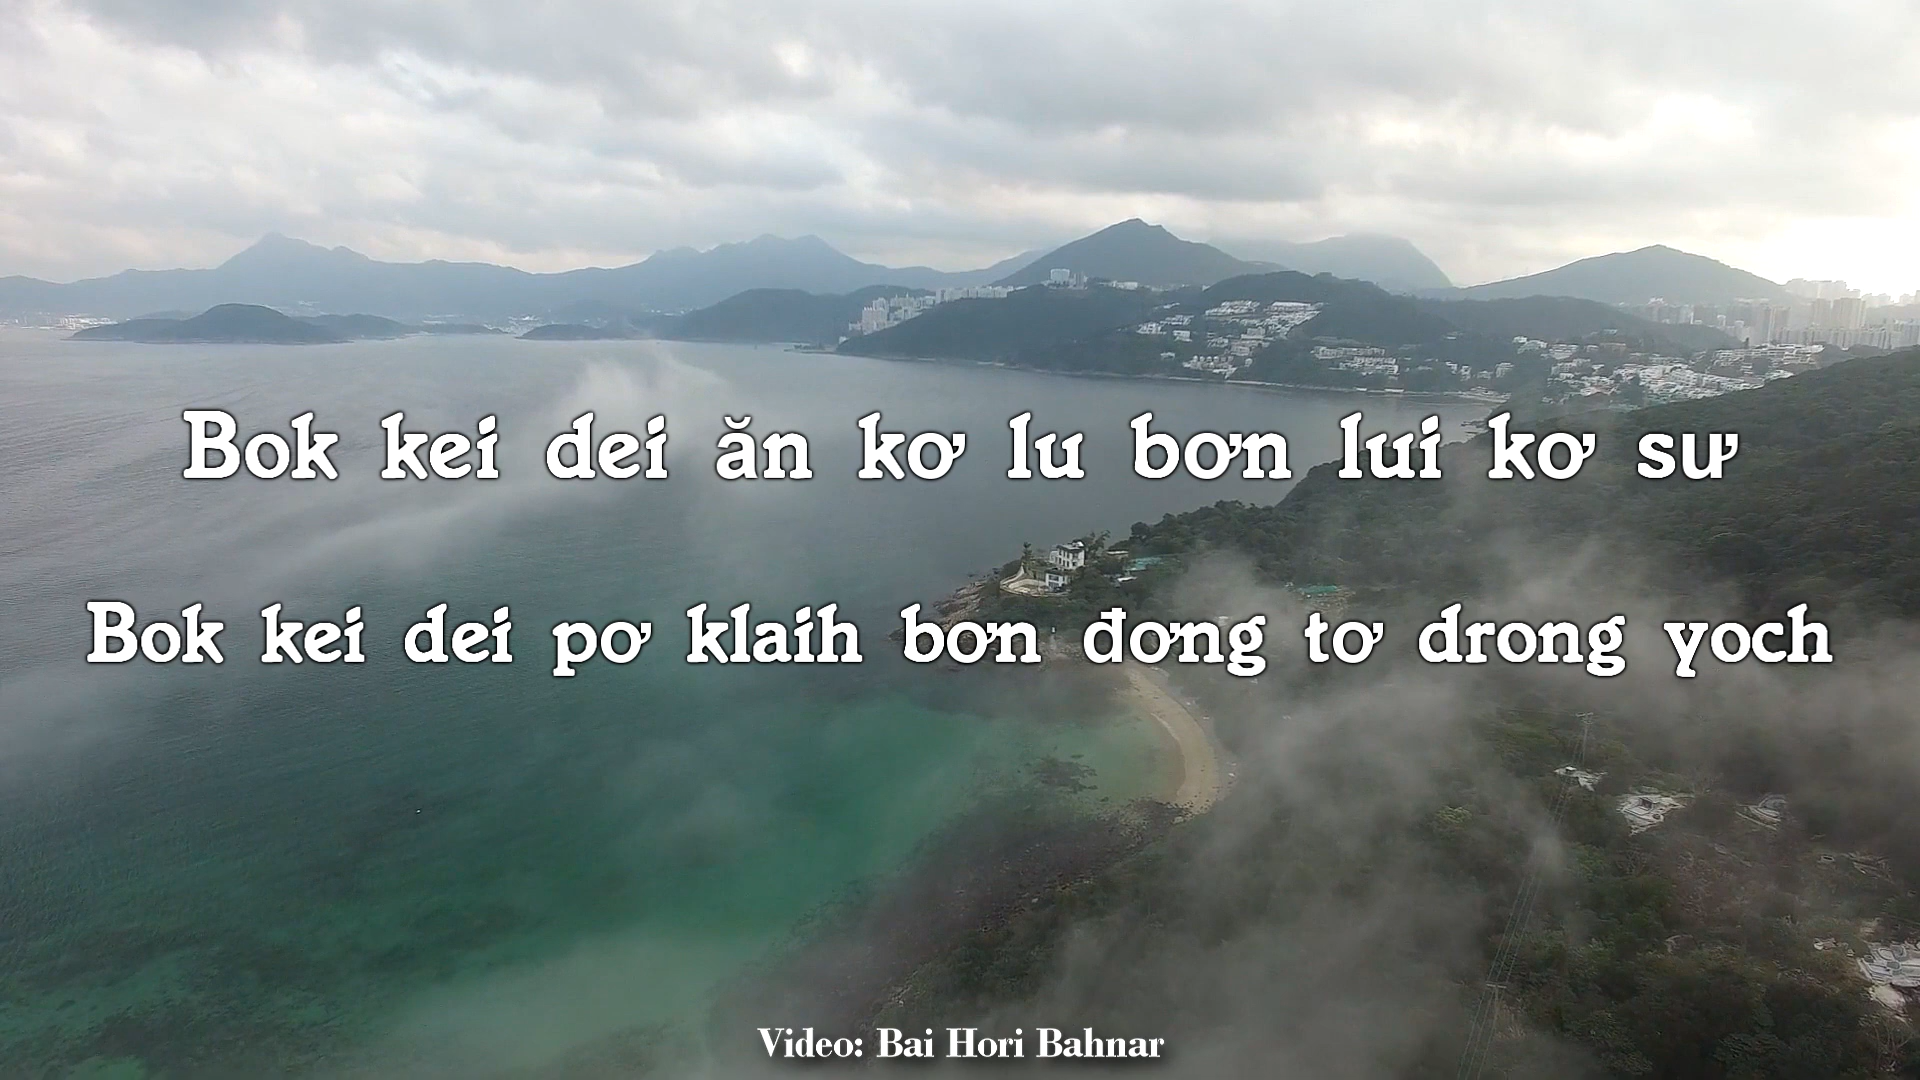 Bok kei dei ăn kơ lu bơn lui kơ sư
Bok kei dei pơ klaih bơn đơng tơ drong yoch
Video: Bai Hori Bahnar